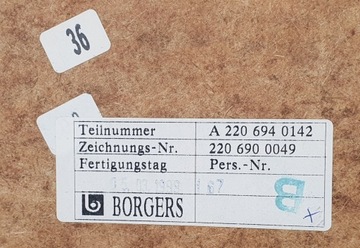 36
Teilnummer A 220 694 0142
Zeichnungs-Nr. 220 690 0049
Fertigungstag Pers.-Nr.
BORGERS